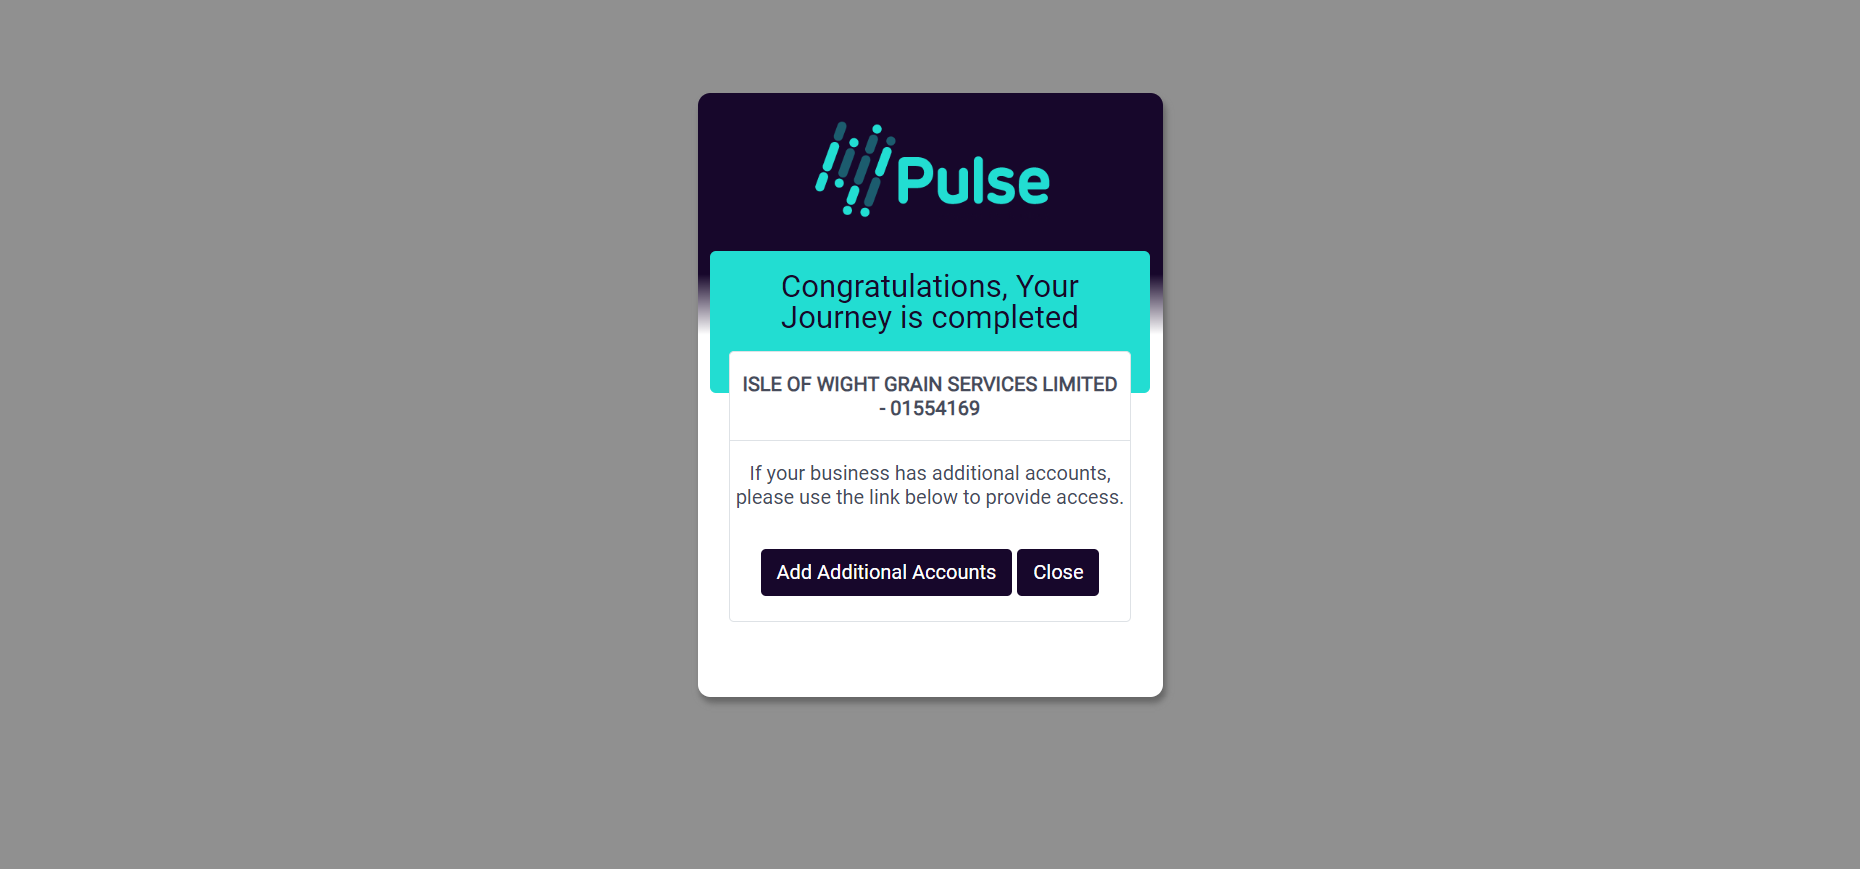 Pulse
Congratulations, Your
Journey is completed
ISLE OF WIGHT GRAIN SERVICES LIMITED
- 01554169
If your business has additional accounts,
please use the link below to provide access.
Add Additional Accounts
Close